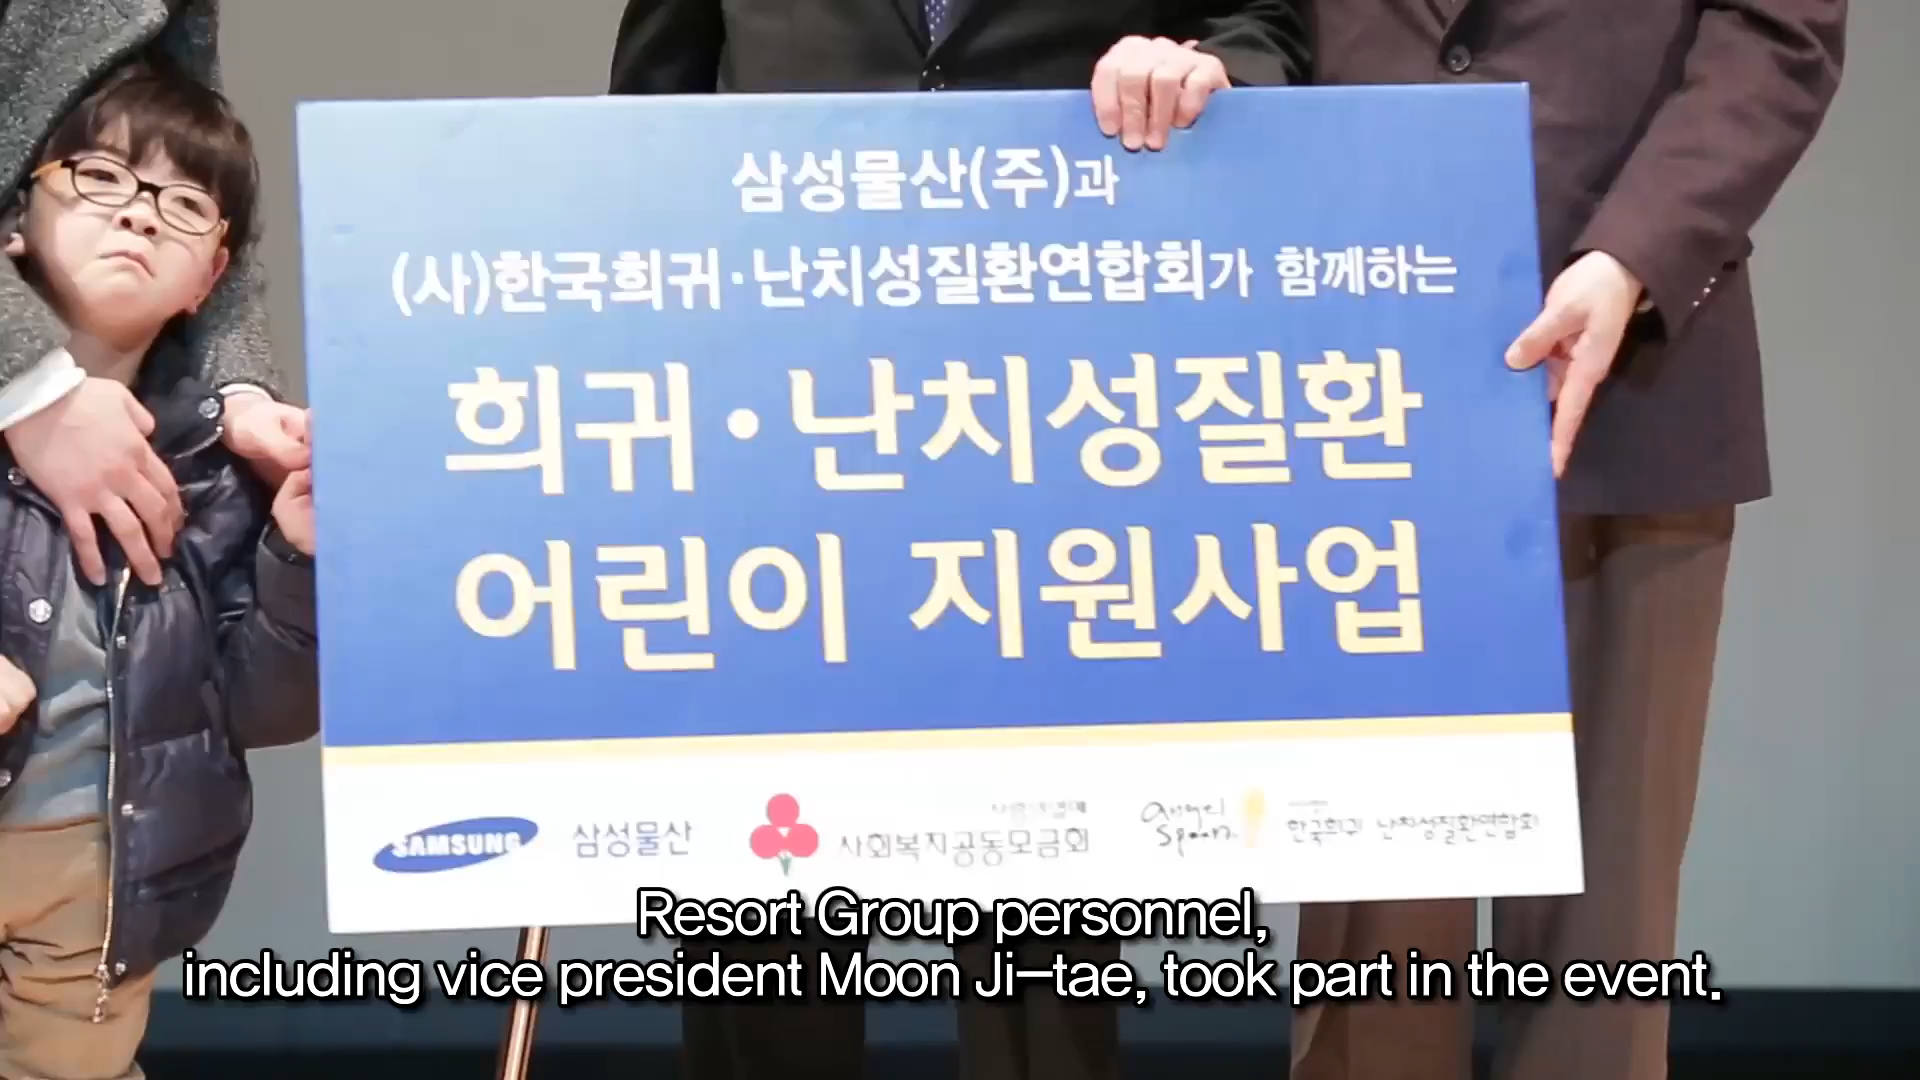 삼성물산(주)과
(사)한국희귀·난치성질환연합회가 함께하는
희귀·난치성질환
어린이 지원사업
SAMSUNG 삼성물산
사회복지공동모금회
angel spoon
한국희귀 난치성질환연합회
Resort Group personnel,
including vice president Moon Ji-tae, took part in the event.